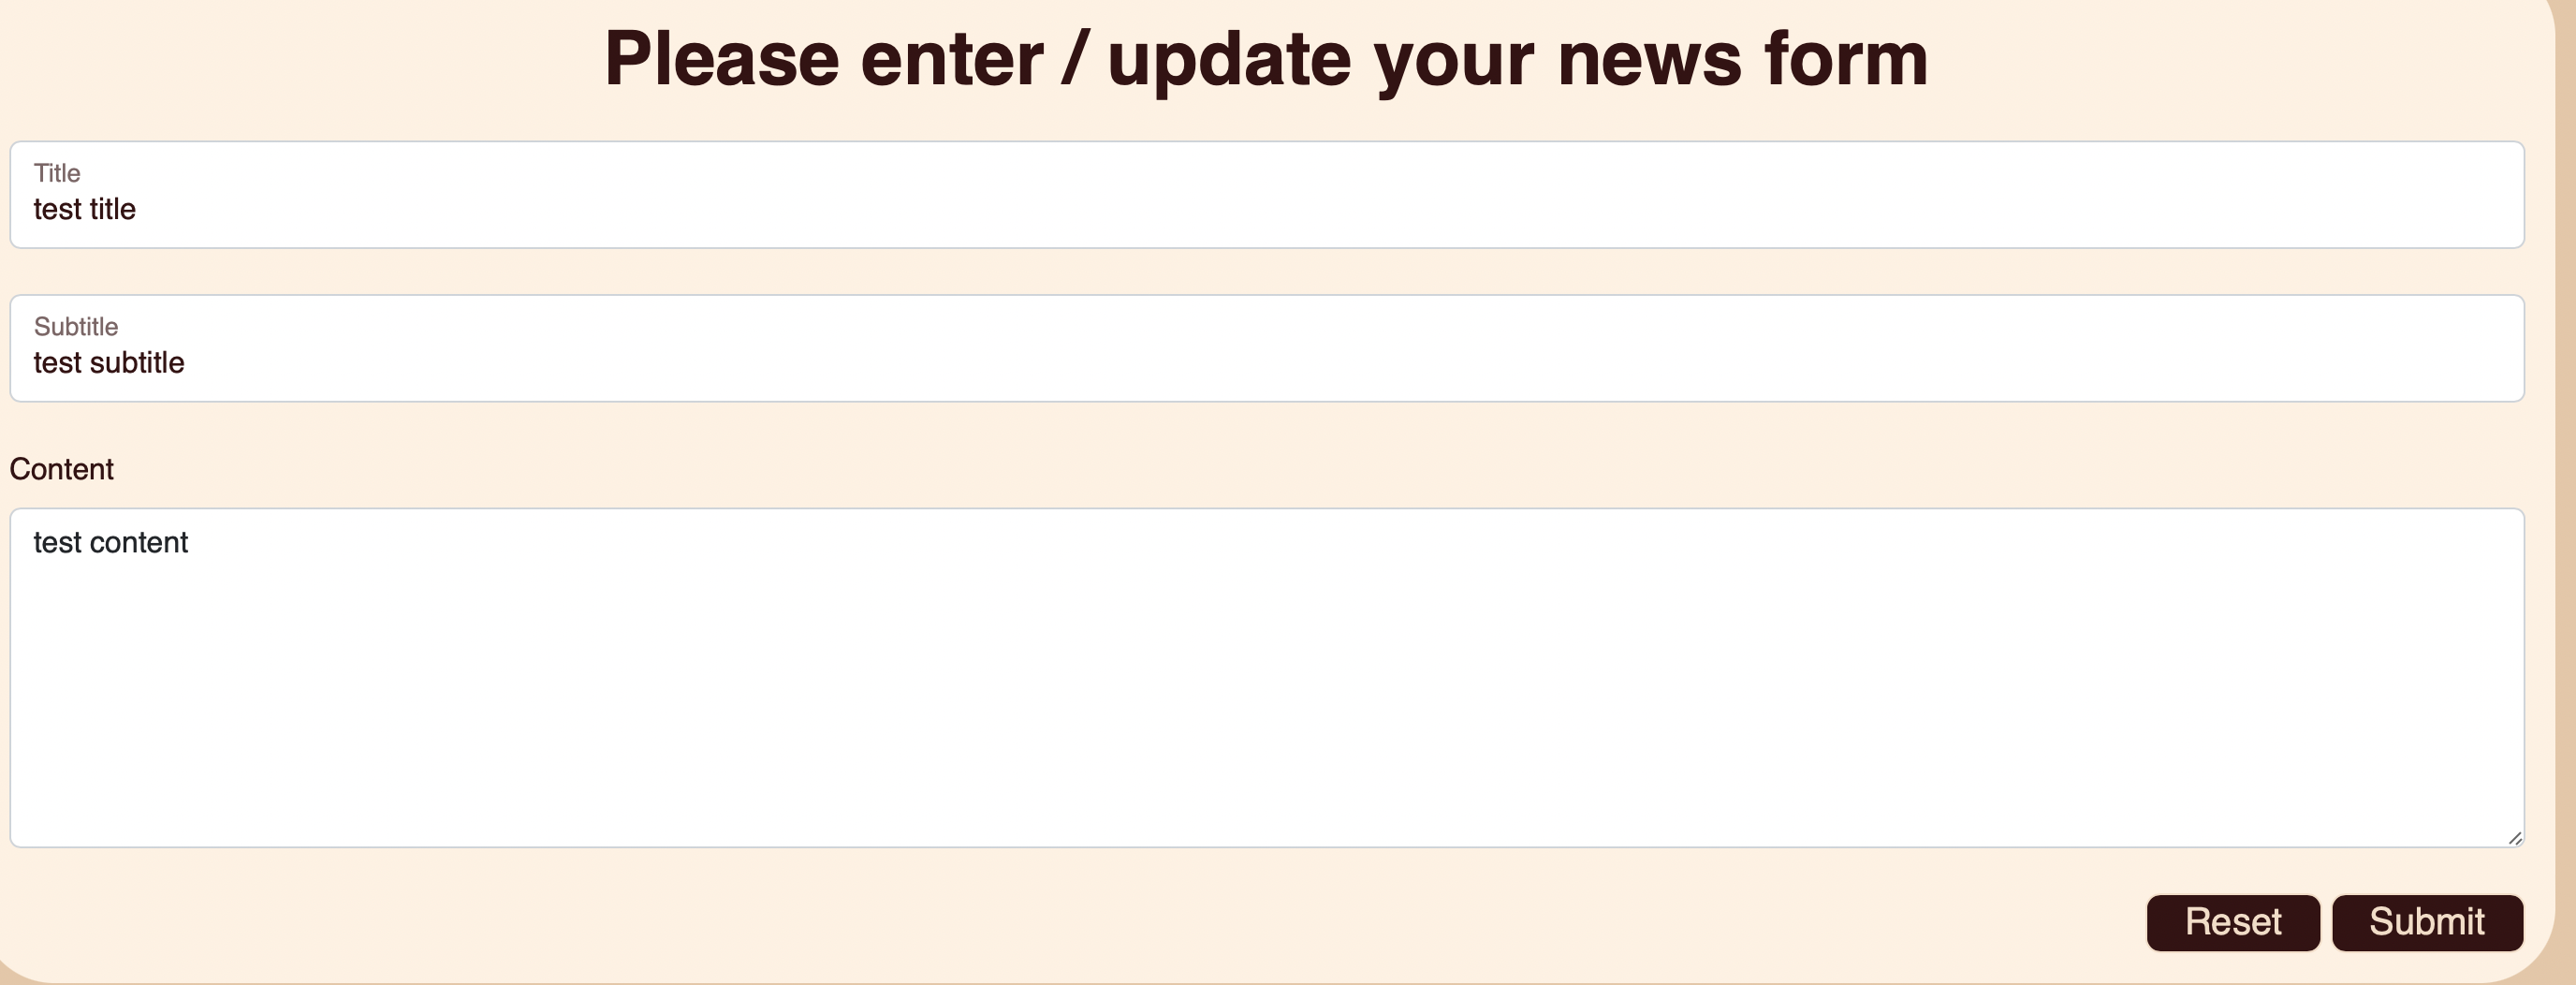 Please enter / update your news form
Title
test title
Subtitle
test subtitle
Content
test content
Reset Submit